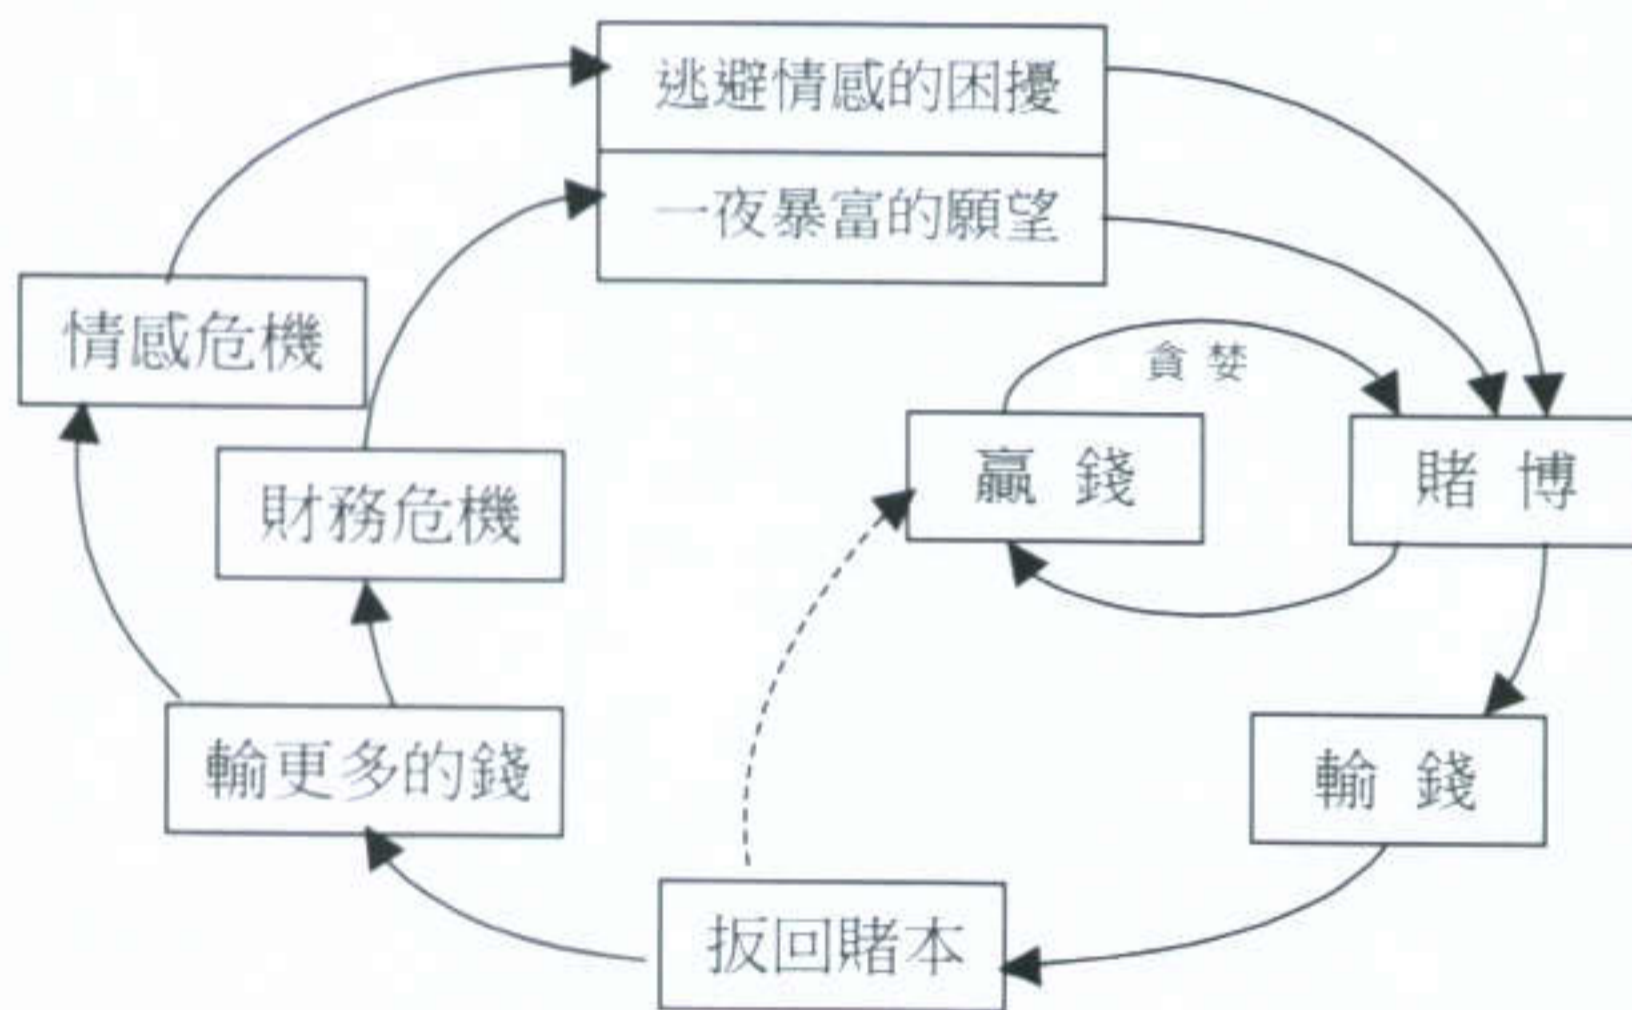 逃避情感的困擾
一夜暴富的願望
情感危機
貪婪
贏錢
賭博
財務危機
輸更多的錢
輸錢
扳回賭本